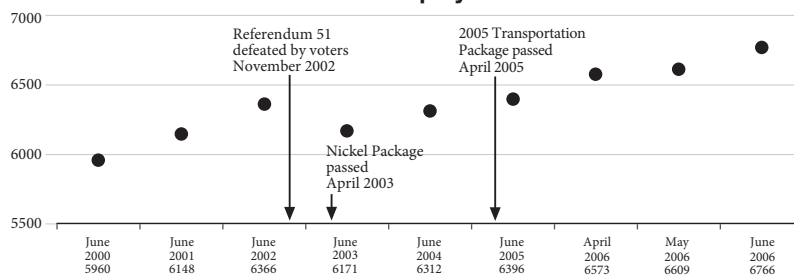 7000
Referendum 51
defeated by voters
November 2002
2005 Transportation
Package passed
April 2005
6500
6000
Nickel Package
passed
April 2003
5500
June 2000 5960
June 2001 6148
June 2002 6366
June 2003 6171
June 2004 6312
June 2005 6396
April 2006 6573
May 2006 6609
June 2006 6766